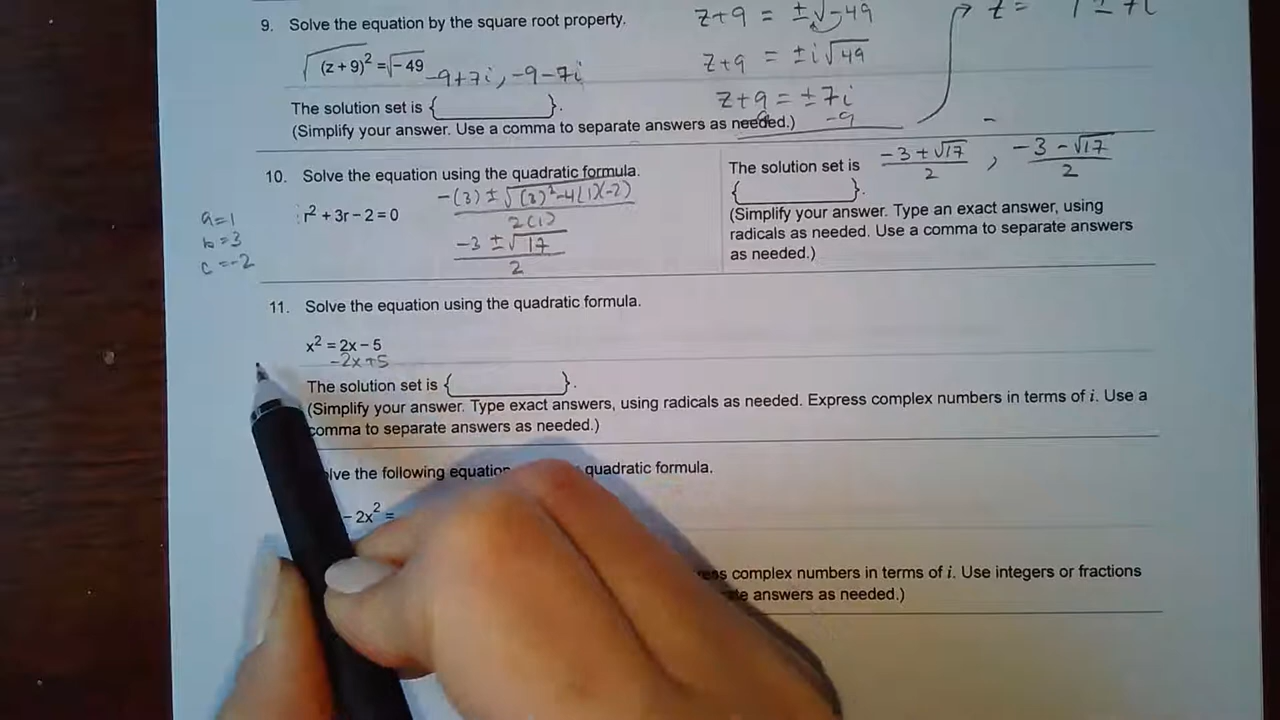 9. Solve the equation by the square root property.
√(z+9)² = √-49 -9+7i, -9-7i
The solution set is { }.
(Simplify your answer. Use a comma to separate answers as needed.)
z+9 = ±√-49
z+9 = ±i√49
z+9 = ±7i
-9
10. Solve the equation using the quadratic formula.
r² + 3r - 2 = 0
a=1
b=3
c=-2
-(3) ± √(3)²-4(1)(-2)
2(1)
-3 ± √17
2
The solution set is
-3+√17 / 2 , -3-√17 / 2
{ }.
(Simplify your answer. Type an exact answer, using
radicals as needed. Use a comma to separate answers
as needed.)
11. Solve the equation using the quadratic formula.
x² = 2x - 5
-2x+5
The solution set is { }.
(Simplify your answer. Type exact answers, using radicals as needed. Express complex numbers in terms of i. Use a
comma to separate answers as needed.)
the following equation quadratic formula.
- 2x² =
complex numbers in terms of i. Use integers or fractions
answers as needed.)